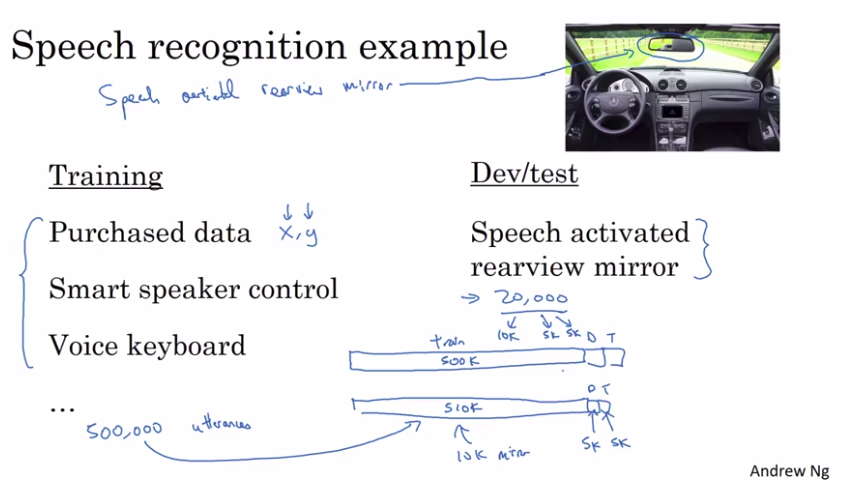 Speech recognition example
Speech activated rearview mirror
Training
Purchased data x, y
Smart speaker control
Voice keyboard
...
500,000 utterances
Dev/test
Speech activated
rearview mirror
→ 20,000
10K 5K 5K
train D T
500K
D T
510K
10K mirror
5K 5K
Andrew Ng